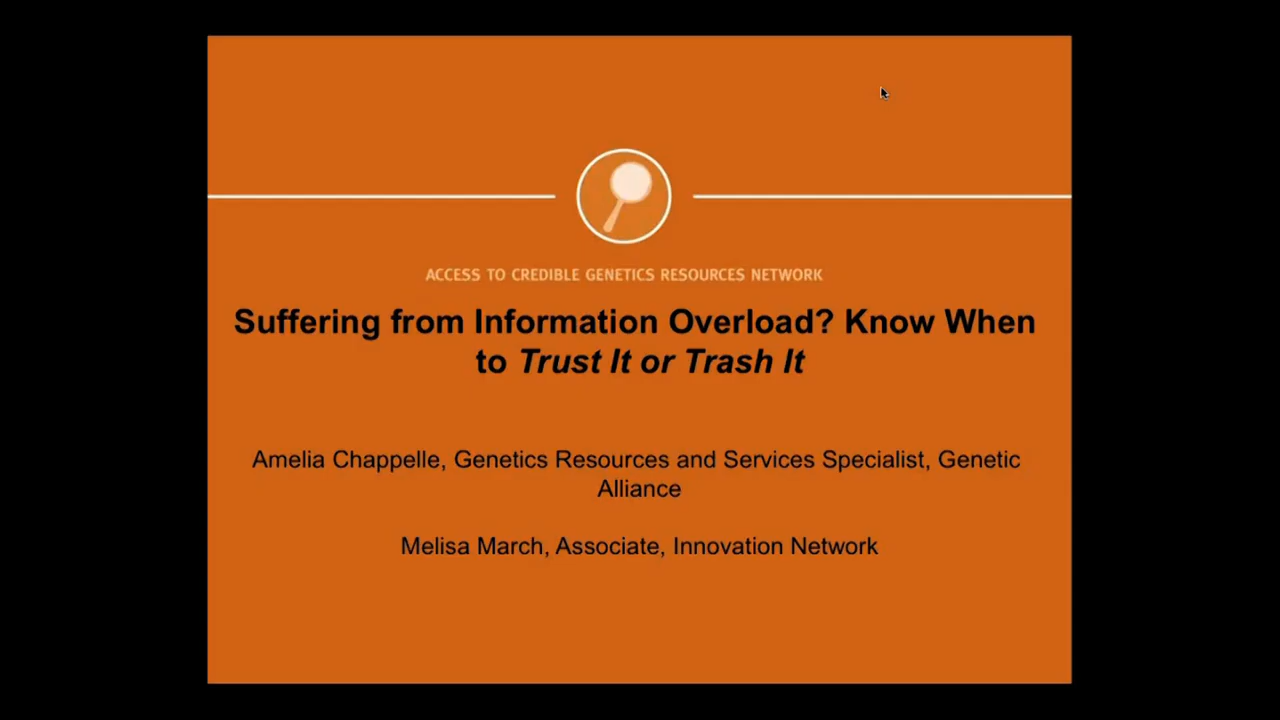 ACCESS TO CREDIBLE GENETICS RESOURCES NETWORK
Suffering from Information Overload? Know When
to Trust It or Trash It
Amelia Chappelle, Genetics Resources and Services Specialist, Genetic
Alliance
Melisa March, Associate, Innovation Network